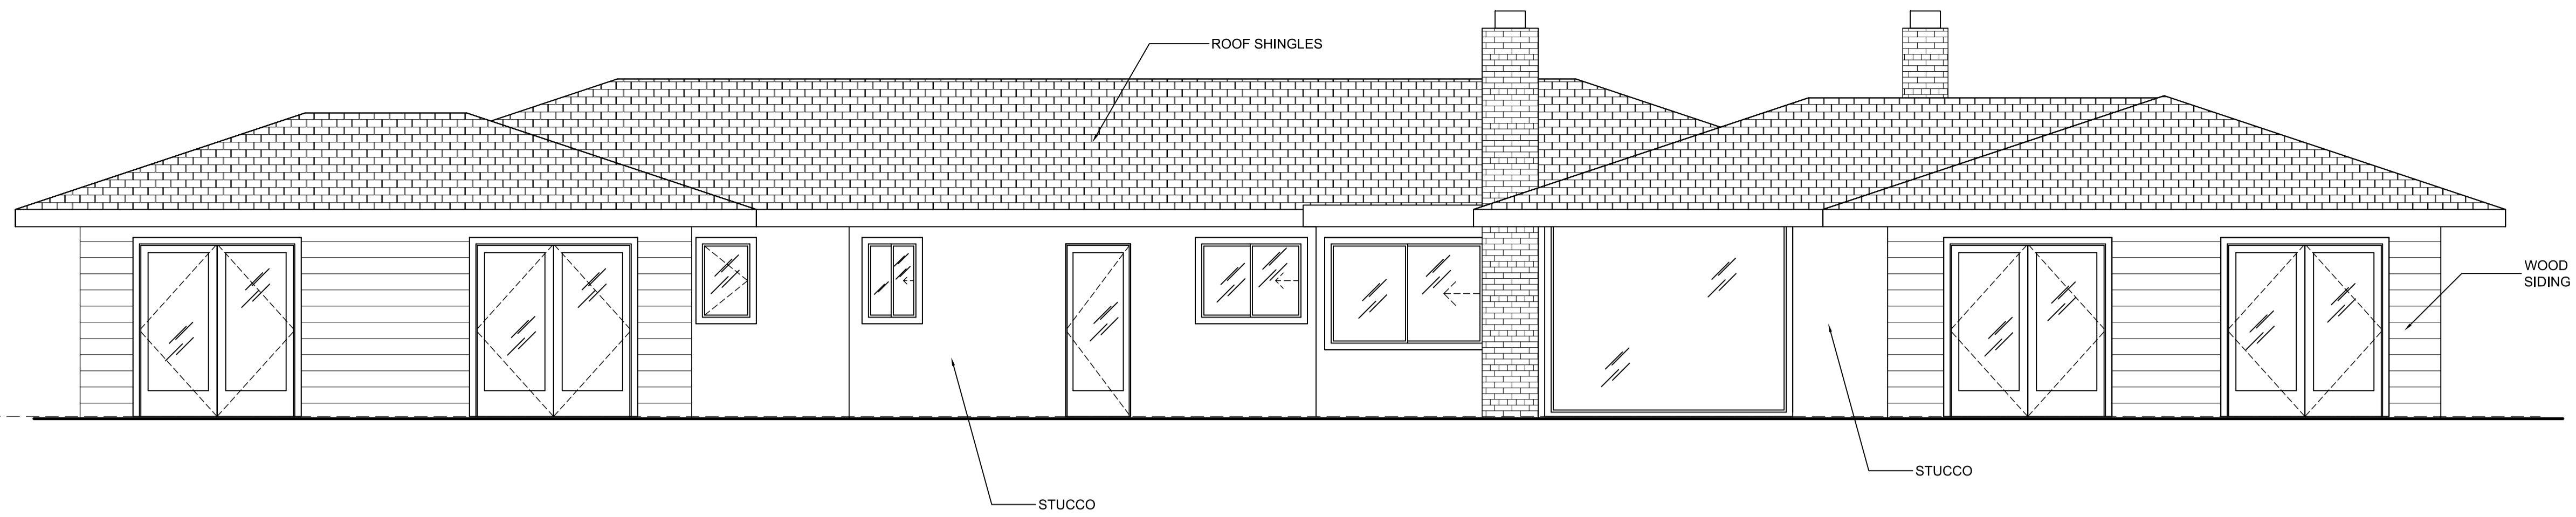 ROOF SHINGLES
WOOD
SIDING
STUCCO
STUCCO